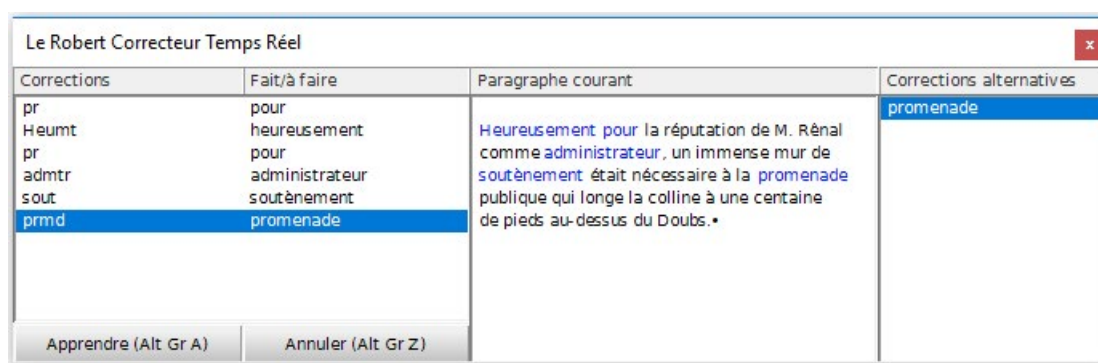 Le Robert Correcteur Temps Réel
x
Corrections Fait/à faire Paragraphe courant Corrections alternatives
pr pour
Heumt heureusement
pr pour
admtr administrateur
sout soutènement
prmd promenade
Heureusement pour la réputation de M. Rênal
comme administrateur, un immense mur de
soutènement était nécessaire à la promenade
publique qui longe la colline à une centaine
de pieds au-dessus du Doubs.•
promenade
Apprendre (Alt Gr A) Annuler (Alt Gr Z)